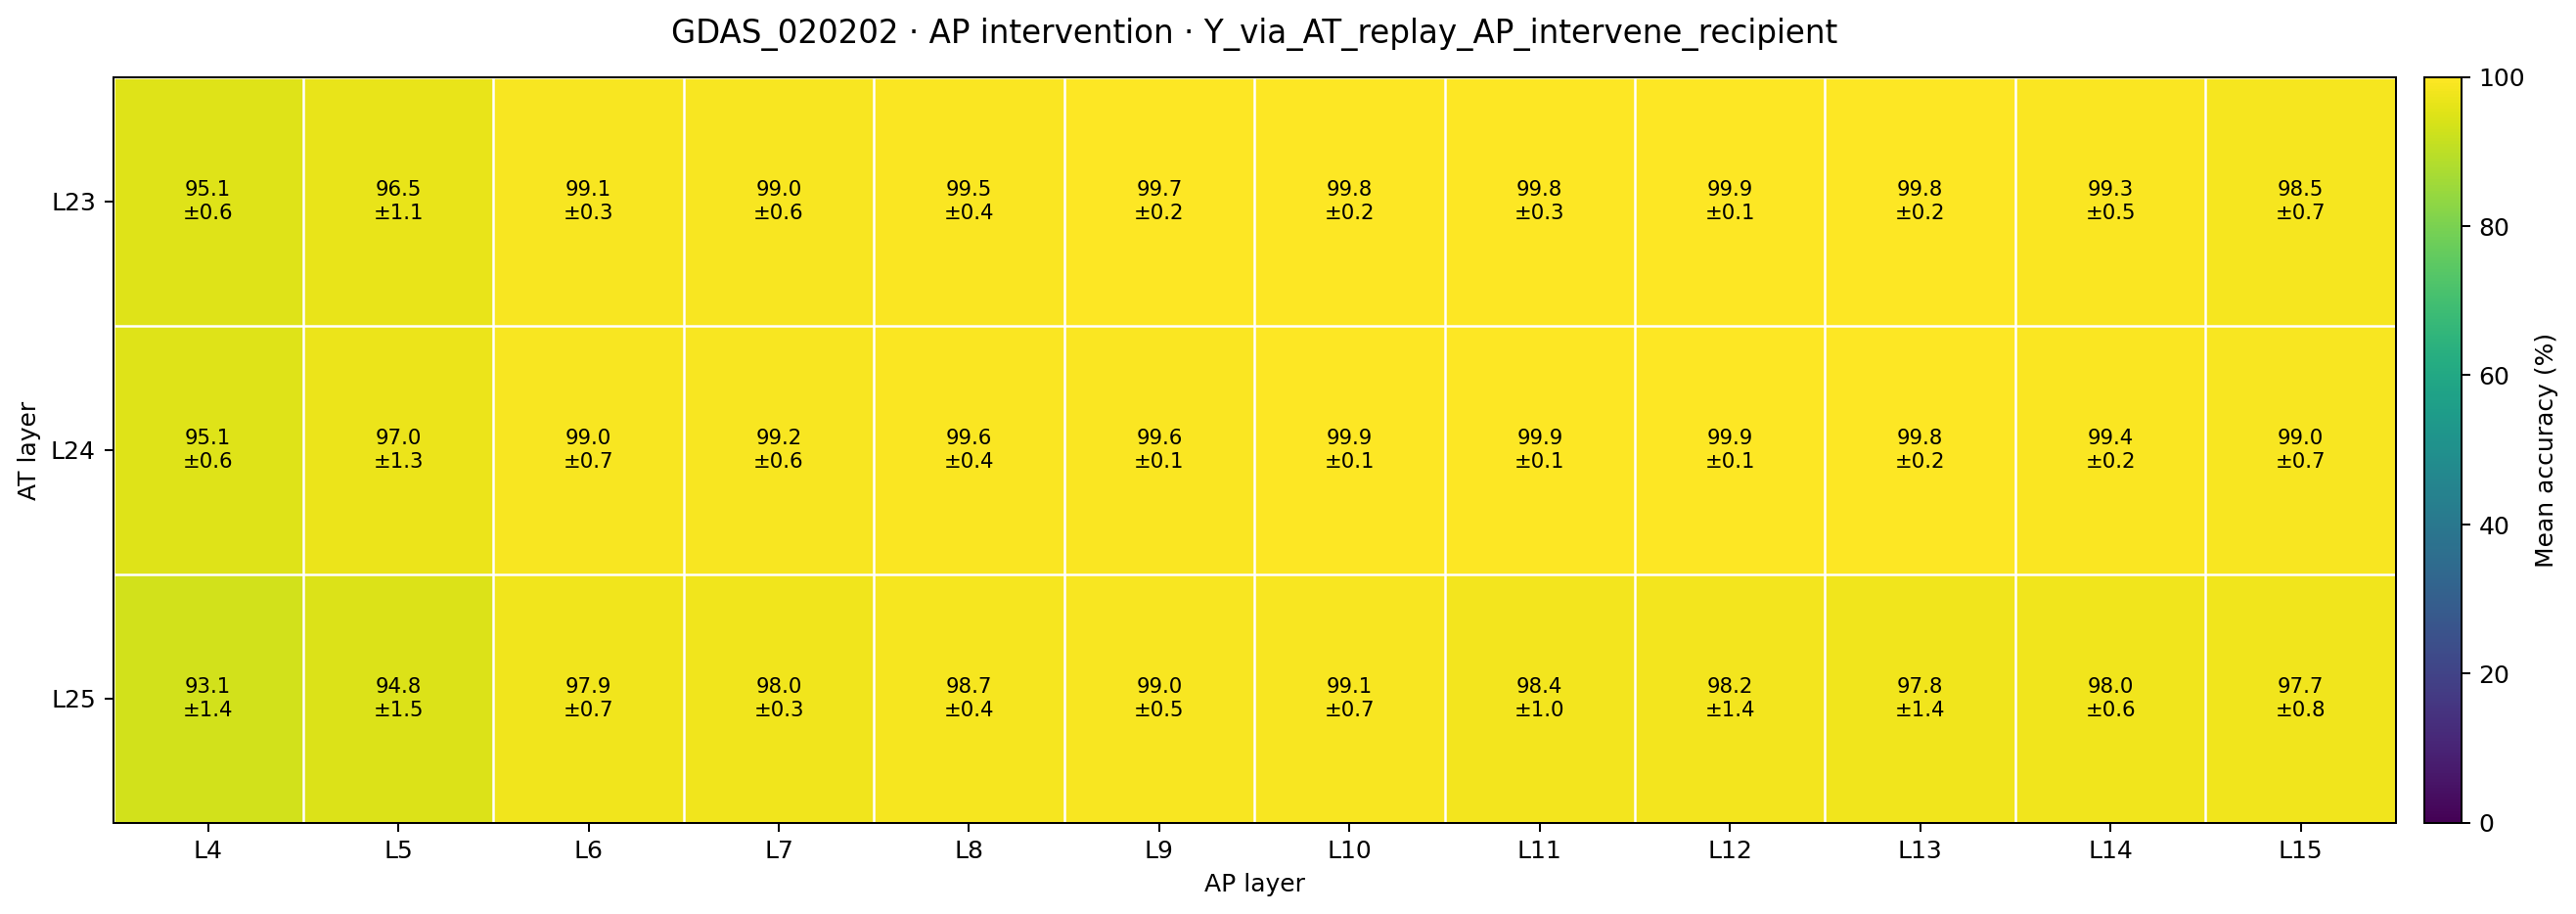 GDAS_020202 · AP intervention · Y_via_AT_replay_AP_intervene_recipient
AT layer
L23
95.1 96.5 99.1 99.0 99.5 99.7 99.8 99.8 99.9 99.8 99.3 98.5
±0.6 ±1.1 ±0.3 ±0.6 ±0.4 ±0.2 ±0.2 ±0.3 ±0.1 ±0.2 ±0.5 ±0.7
L24
95.1 97.0 99.0 99.2 99.6 99.6 99.9 99.9 99.9 99.8 99.4 99.0
±0.6 ±1.3 ±0.7 ±0.6 ±0.4 ±0.1 ±0.1 ±0.1 ±0.1 ±0.2 ±0.2 ±0.7
L25
93.1 94.8 97.9 98.0 98.7 99.0 99.1 98.4 98.2 97.8 98.0 97.7
±1.4 ±1.5 ±0.7 ±0.3 ±0.4 ±0.5 ±0.7 ±1.0 ±1.4 ±1.4 ±0.6 ±0.8
L4 L5 L6 L7 L8 L9 L10 L11 L12 L13 L14 L15
AP layer
100
80
60
40
20
0
Mean accuracy (%)